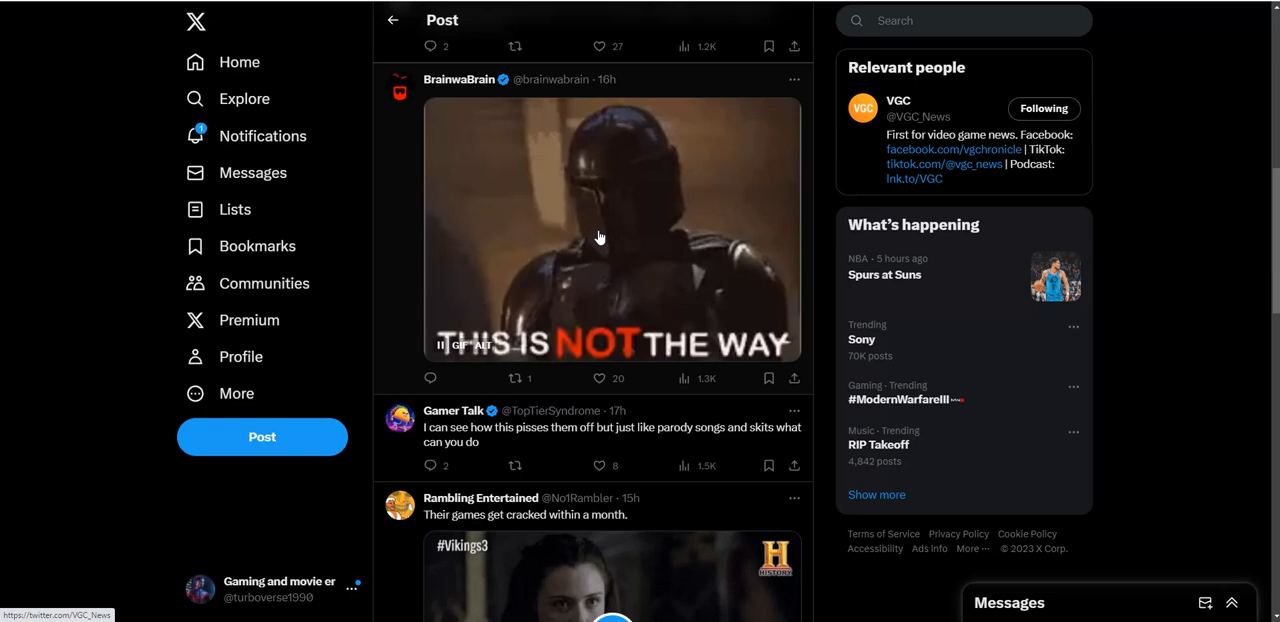 Post
2
27
1.2K
Home
Explore
1
Notifications
Messages
Lists
Bookmarks
Communities
Premium
Profile
More
Post
Gaming and movie er
@turboverse1990
https://twitter.com/VGC_News
BrainwaBrain @brainwabrain · 16h
THIS IS NOT THE WAY
GIF ALT
1
20
1.3K
Gamer Talk @TopTierSyndrome · 17h
I can see how this pisses them off but just like parody songs and skits what
can you do
2
8
1.5K
Rambling Entertained @No1Rambler · 15h
Their games get cracked within a month.
#Vikings3
H
HISTORY
Search
Relevant people
VGC
VGC
@VGC_News
Following
First for video game news. Facebook:
facebook.com/vgchronicle | TikTok:
tiktok.com/@vgc_news | Podcast:
lnk.to/VGC
What's happening
NBA · 5 hours ago
Spurs at Suns
Trending
Sony
70K posts
Gaming · Trending
#ModernWarfareIII
Music · Trending
RIP Takeoff
4,842 posts
Show more
Terms of Service Privacy Policy Cookie Policy
Accessibility Ads info More ··· © 2023 X Corp.
Messages